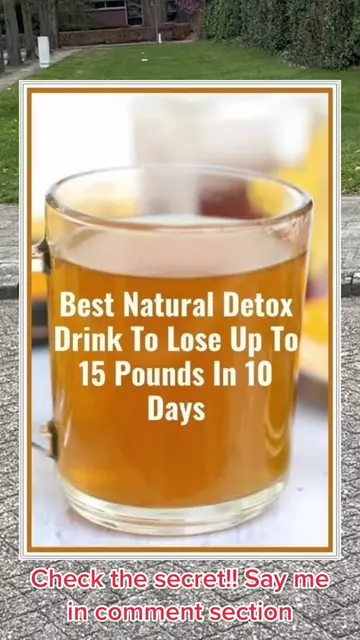 Best Natural Detox
Drink To Lose Up To
15 Pounds In 10
Days
Check the secret!! Say me
in comment section